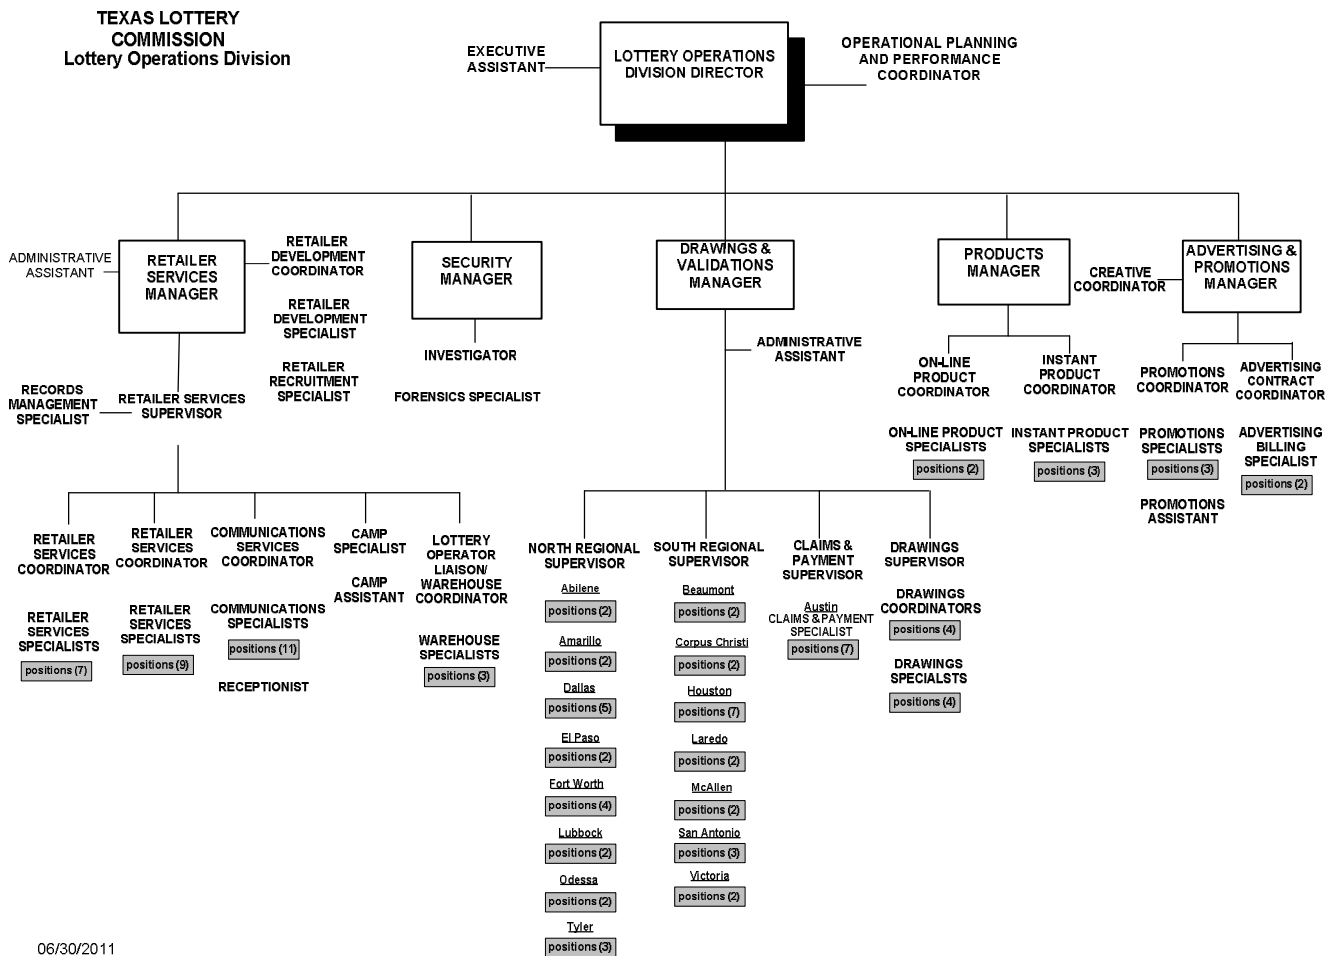 TEXAS LOTTERY
COMMISSION
Lottery Operations Division
EXECUTIVE
ASSISTANT
LOTTERY OPERATIONS
DIVISION DIRECTOR
OPERATIONAL PLANNING
AND PERFORMANCE
COORDINATOR
ADMINISTRATIVE
ASSISTANT
RETAILER
SERVICES
MANAGER
RETAILER
DEVELOPMENT
COORDINATOR
RETAILER
DEVELOPMENT
SPECIALIST
RETAILER
RECRUITMENT
SPECIALIST
SECURITY
MANAGER
INVESTIGATOR
FORENSICS SPECIALIST
DRAWINGS &
VALIDATIONS
MANAGER
ADMINISTRATIVE
ASSISTANT
PRODUCTS
MANAGER
CREATIVE
COORDINATOR
ADVERTISING &
PROMOTIONS
MANAGER
ON-LINE
PRODUCT
COORDINATOR
INSTANT
PRODUCT
COORDINATOR
PROMOTIONS
COORDINATOR
ADVERTISING
CONTRACT
COORDINATOR
ON-LINE PRODUCT
SPECIALISTS
positions (2)
INSTANT PRODUCT
SPECIALISTS
positions (3)
PROMOTIONS
SPECIALISTS
positions (3)
PROMOTIONS
ASSISTANT
ADVERTISING
BILLING
SPECIALIST
positions (2)
RECORDS
MANAGEMENT
SPECIALIST
RETAILER SERVICES
SUPERVISOR
RETAILER
SERVICES
COORDINATOR
RETAILER
SERVICES
SPECIALISTS
positions (7)
RETAILER
SERVICES
COORDINATOR
RETAILER
SERVICES
SPECIALISTS
positions (9)
COMMUNICATIONS
SERVICES
COORDINATOR
COMMUNICATIONS
SPECIALISTS
positions (11)
RECEPTIONIST
CAMP
SPECIALIST
CAMP
ASSISTANT
LOTTERY
OPERATOR
LIAISON/
WAREHOUSE
COORDINATOR
WAREHOUSE
SPECIALISTS
positions (3)
NORTH REGIONAL
SUPERVISOR
Abilene
positions (2)
Amarillo
positions (2)
Dallas
positions (5)
El Paso
positions (2)
Fort Worth
positions (4)
Lubbock
positions (2)
Odessa
positions (2)
Tyler
positions (3)
SOUTH REGIONAL
SUPERVISOR
Beaumont
positions (2)
Corpus Christi
positions (2)
Houston
positions (7)
Laredo
positions (2)
McAllen
positions (2)
San Antonio
positions (3)
Victoria
positions (2)
CLAIMS &
PAYMENT
SUPERVISOR
Austin
CLAIMS & PAYMENT
SPECIALIST
positions (7)
DRAWINGS
SUPERVISOR
DRAWINGS
COORDINATORS
positions (4)
DRAWINGS
SPECIALSTS
positions (4)
06/30/2011